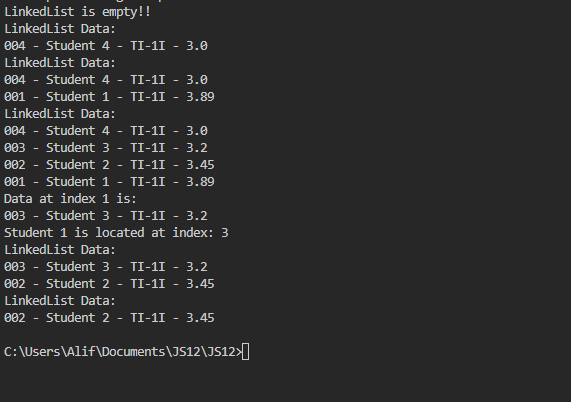 LinkedList is empty!!
LinkedList Data:
004 - Student 4 - TI-1I - 3.0
LinkedList Data:
004 - Student 4 - TI-1I - 3.0
001 - Student 1 - TI-1I - 3.89
LinkedList Data:
004 - Student 4 - TI-1I - 3.0
003 - Student 3 - TI-1I - 3.2
002 - Student 2 - TI-1I - 3.45
001 - Student 1 - TI-1I - 3.89
Data at index 1 is:
003 - Student 3 - TI-1I - 3.2
Student 1 is located at index: 3
LinkedList Data:
003 - Student 3 - TI-1I - 3.2
002 - Student 2 - TI-1I - 3.45
LinkedList Data:
002 - Student 2 - TI-1I - 3.45
C:\Users\Alif\Documents\JS12\JS12>